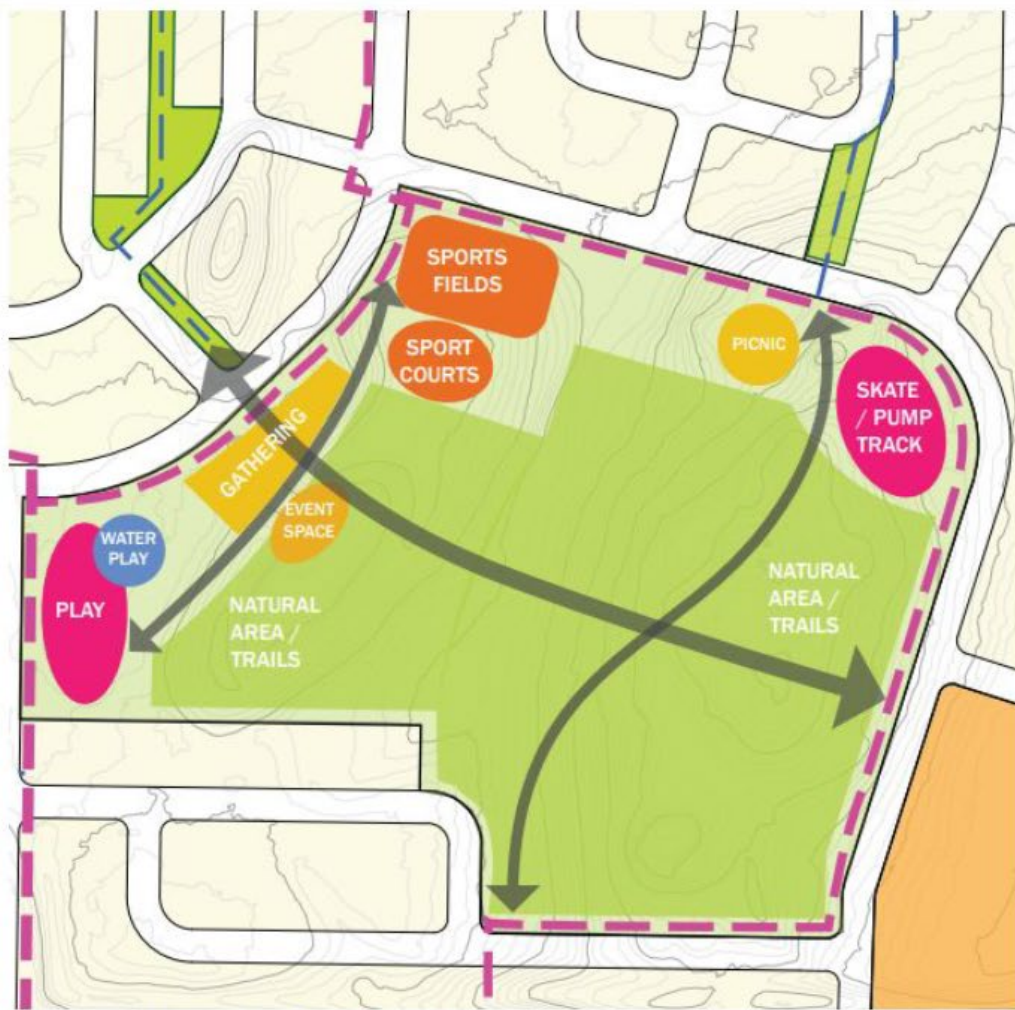 SPORTS
FIELDS
SPORT
COURTS
PICNIC
SKATE
/ PUMP
TRACK
GATHERING
EVENT
SPACE
WATER
PLAY
PLAY
NATURAL
AREA /
TRAILS
NATURAL
AREA /
TRAILS